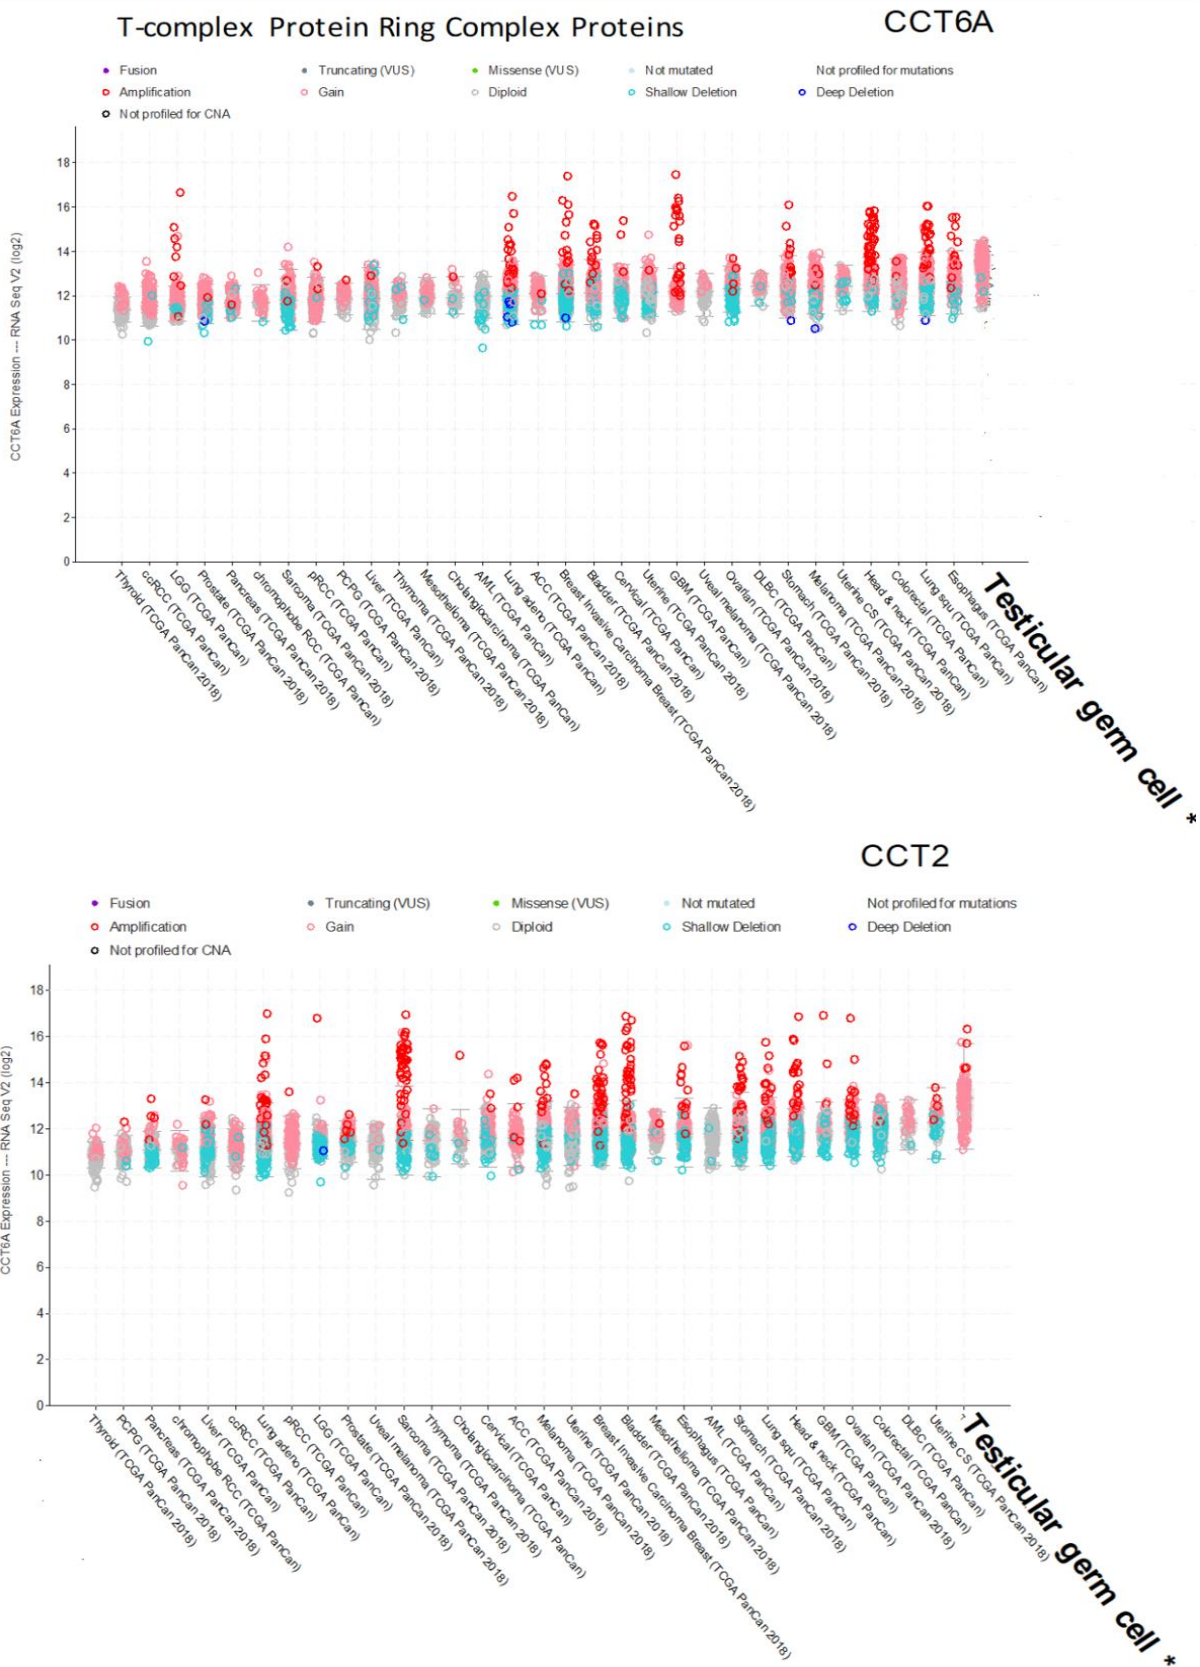 T-complex Protein Ring Complex Proteins
CCT6A
Fusion
Truncating (VUS)
Missense (VUS)
Not mutated
Not profiled for mutations
Amplification
Gain
Diploid
Shallow Deletion
Deep Deletion
Not profiled for CNA
CCT6A Expression --- RNA Seq V2 (log2)
18
16
14
12
10
8
6
4
2
0
Thyroid (TCGA PanCan 2018)
ccRCC (TCGA PanCan)
LGG (TCGA PanCan)
Prostate (TCGA PanCan 2018)
Pancreas (TCGA PanCan 2018)
chromophobe RCC (TCGA PanCan)
Sarcoma (TCGA PanCan 2018)
pRCC (TCGA PanCan)
PCPG (TCGA PanCan 2018)
Liver (TCGA PanCan)
Thymoma (TCGA PanCan 2018)
Mesothelioma (TCGA PanCan 2018)
Cholangiocarcinoma (TCGA PanCan)
AML (TCGA PanCan)
Lung adeno (TCGA PanCan)
ACC (TCGA PanCan 2018)
Breast Invasive Carcinoma Breast (TCGA PanCan 2018)
Bladder (TCGA PanCan 2018)
Cervical (TCGA PanCan)
Uterine (TCGA PanCan 2018)
GBM (TCGA PanCan)
Uveal melanoma (TCGA PanCan 2018)
Ovarian (TCGA PanCan 2018)
DLBC (TCGA PanCan)
Stomach (TCGA PanCan 2018)
Melanoma (TCGA PanCan 2018)
Uterine CS (TCGA PanCan 2018)
Head & neck (TCGA PanCan)
Colorectal (TCGA PanCan)
Lung squ (TCGA PanCan)
Esophagus (TCGA PanCan)
Testicular germ cell *
CCT2
Fusion
Truncating (VUS)
Missense (VUS)
Not mutated
Not profiled for mutations
Amplification
Gain
Diploid
Shallow Deletion
Deep Deletion
Not profiled for CNA
CCT6A Expression --- RNA Seq V2 (log2)
18
16
14
12
10
8
6
4
2
0
Thyroid (TCGA PanCan 2018)
PCPG (TCGA PanCan 2018)
Pancreas (TCGA PanCan 2018)
chromophobe RCC (TCGA PanCan)
Liver (TCGA PanCan)
ccRCC (TCGA PanCan)
Lung adeno (TCGA PanCan)
pRCC (TCGA PanCan)
LGG (TCGA PanCan)
Prostate (TCGA PanCan 2018)
Uveal melanoma (TCGA PanCan 2018)
Sarcoma (TCGA PanCan 2018)
Thymoma (TCGA PanCan 2018)
Cholangiocarcinoma (TCGA PanCan)
Cervical (TCGA PanCan)
ACC (TCGA PanCan 2018)
Melanoma (TCGA PanCan 2018)
Uterine (TCGA PanCan 2018)
Breast Invasive Carcinoma Breast (TCGA PanCan 2018)
Bladder (TCGA PanCan 2018)
Mesothelioma (TCGA PanCan 2018)
Esophagus (TCGA PanCan)
AML (TCGA PanCan)
Stomach (TCGA PanCan 2018)
Lung squ (TCGA PanCan)
Head & neck (TCGA PanCan)
GBM (TCGA PanCan)
Ovarian (TCGA PanCan 2018)
Colorectal (TCGA PanCan)
DLBC (TCGA PanCan)
Uterine CS (TCGA PanCan 2018)
Testicular germ cell *